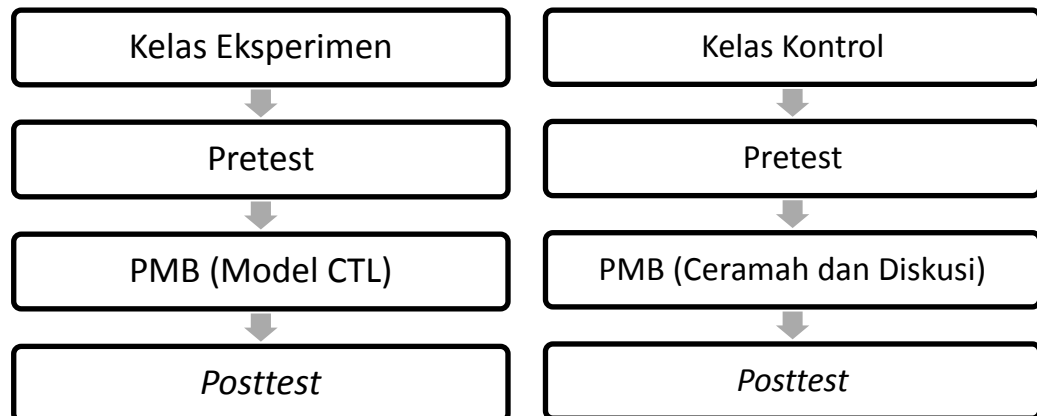 Kelas Eksperimen
Pretest
PMB (Model CTL)
Posttest
Kelas Kontrol
Pretest
PMB (Ceramah dan Diskusi)
Posttest